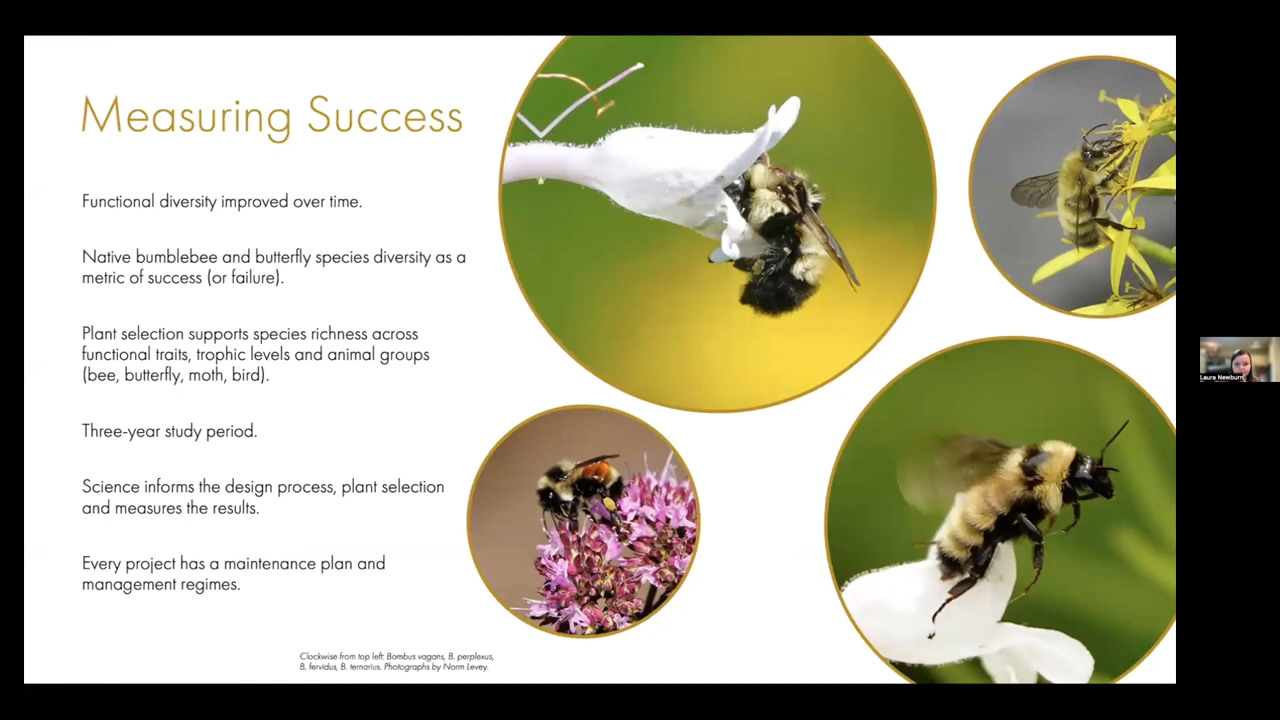 Measuring Success
Functional diversity improved over time.
Native bumblebee and butterfly species diversity as a
metric of success (or failure).
Plant selection supports species richness across
functional traits, trophic levels and animal groups
(bee, butterfly, moth, bird).
Three-year study period.
Science informs the design process, plant selection
and measures the results.
Every project has a maintenance plan and
management regimes.
Clockwise from top left: Bombus vagans, B. perplexus,
B. fervidus, B. ternarius. Photographs by Norm Levey.
Laura Newburn